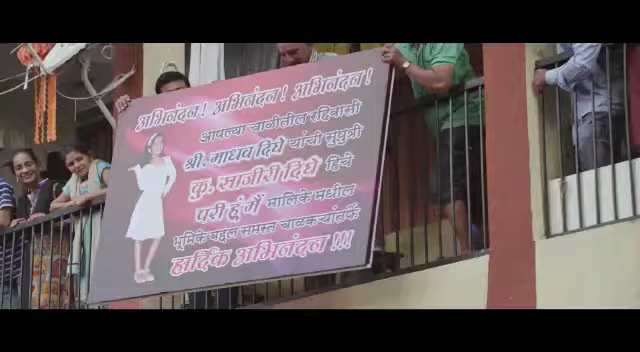 अभिनंदन! अभिनंदन! अभिनंदन!
आपल्या चाळीतील रहिवासी
श्री. माधव दिघे यांची सुपुत्री
कु. साजीरी दिघे हिचे
परी हूँ मैं मालिके मधील
भूमिके बद्दल समस्त चाळकऱ्यांतर्फे
हार्दिक अभिनंदन!!!